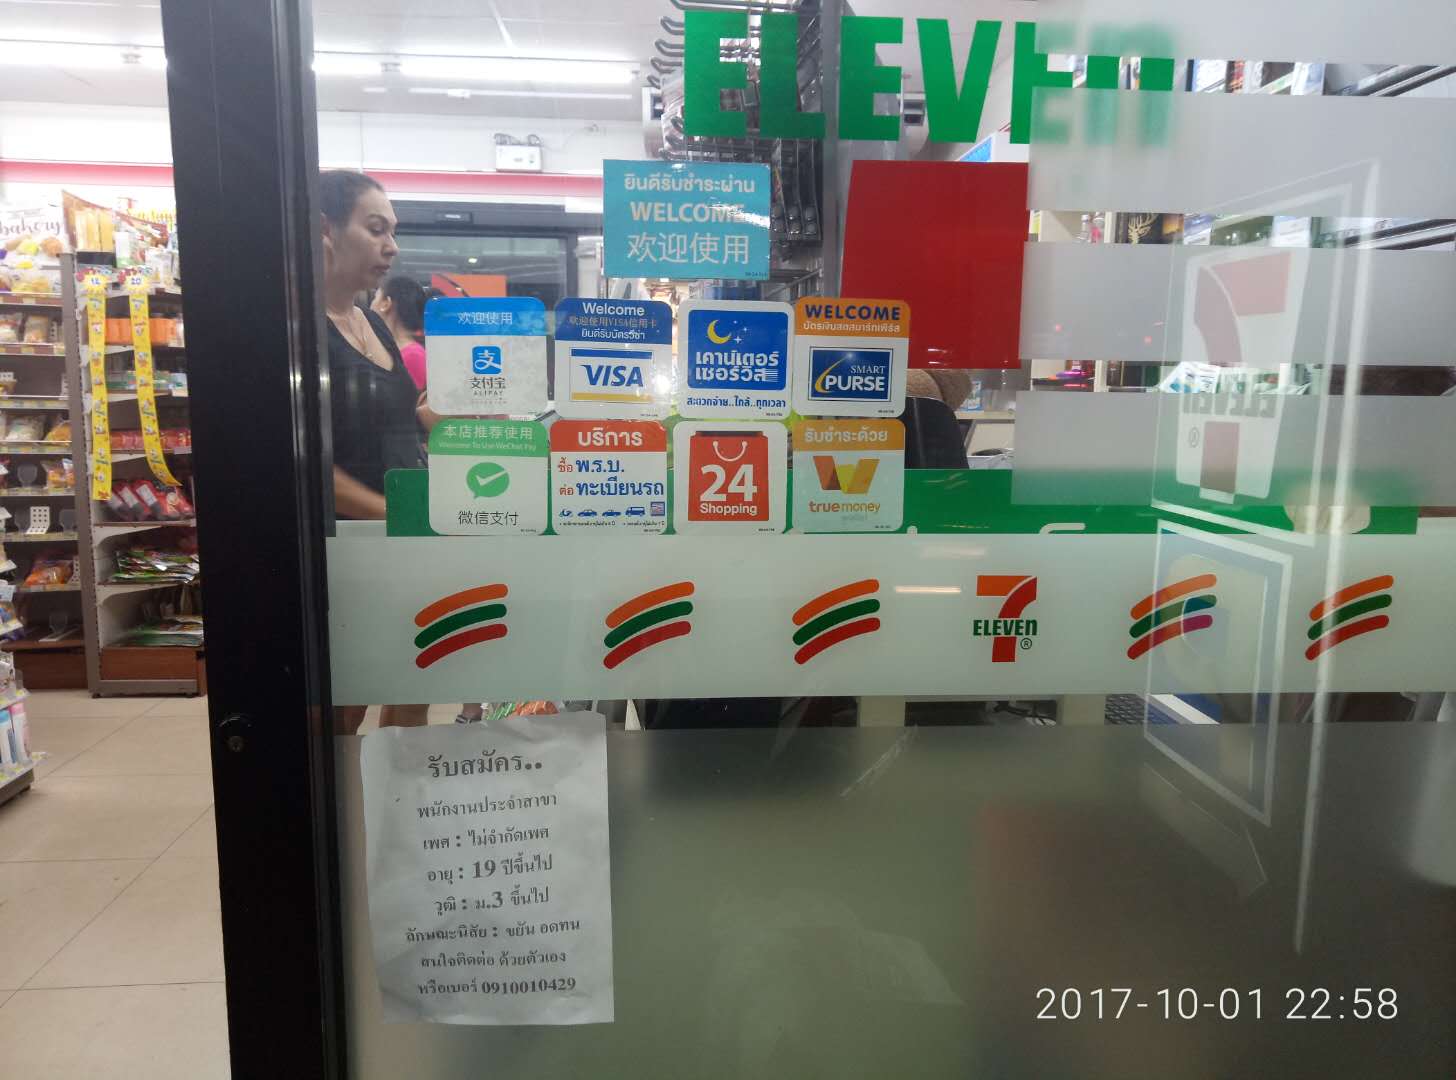 ELEVEn
ยินดีรับชำระผ่าน
WELCOME
欢迎使用
bakery
12
20
欢迎使用
支
支付宝
ALIPAY
Welcome
欢迎使用VISA信用卡
ยินดีรับบัตรวีซ่า
VISA
เคาน์เตอร์
เซอร์วิส
สะดวกจ่าย..ใกล้..ทุกเวลา
WELCOME
บัตรเงินสดสมาร์ทเพิร์ส
SMART
PURSE
本店推荐使用
Welcome To Use WeChat Pay
微信支付
บริการ
ซื้อ พ.ร.บ.
ต่อ ทะเบียนรถ
24
Shopping
รับชำระด้วย
truemoney
7
ELEVEn
®
รับสมัคร..
พนักงานประจำสาขา
เพศ : ไม่จำกัดเพศ
อายุ : 19 ปีขึ้นไป
วุฒิ : ม.3 ขึ้นไป
ลักษณะนิสัย : ขยัน อดทน
สนใจติดต่อ ด้วยตัวเอง
หรือเบอร์ 0910010429
2017-10-01 22:58